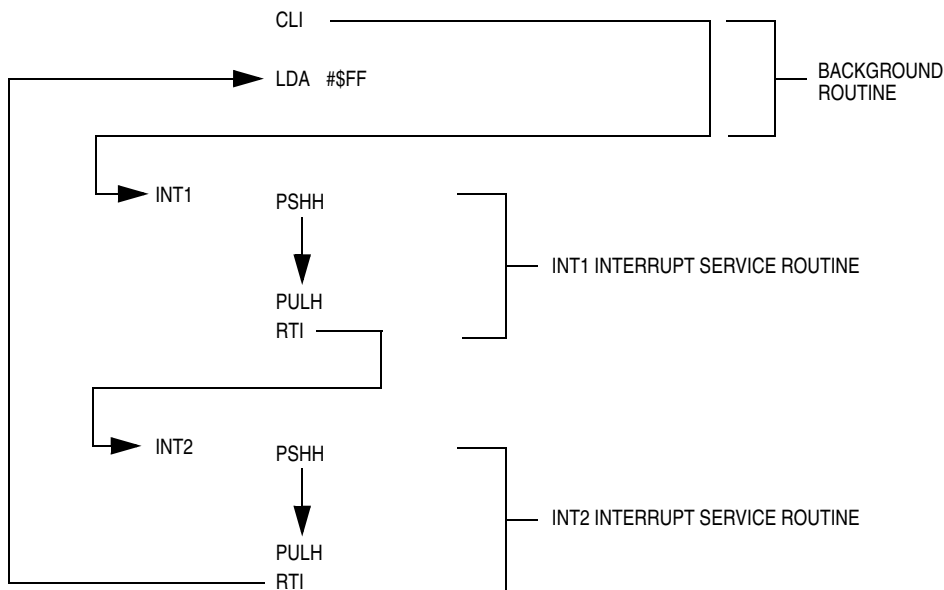 CLI
LDA #$FF
BACKGROUND
ROUTINE
INT1
PSHH
INT1 INTERRUPT SERVICE ROUTINE
PULH
RTI
INT2
PSHH
INT2 INTERRUPT SERVICE ROUTINE
PULH
RTI